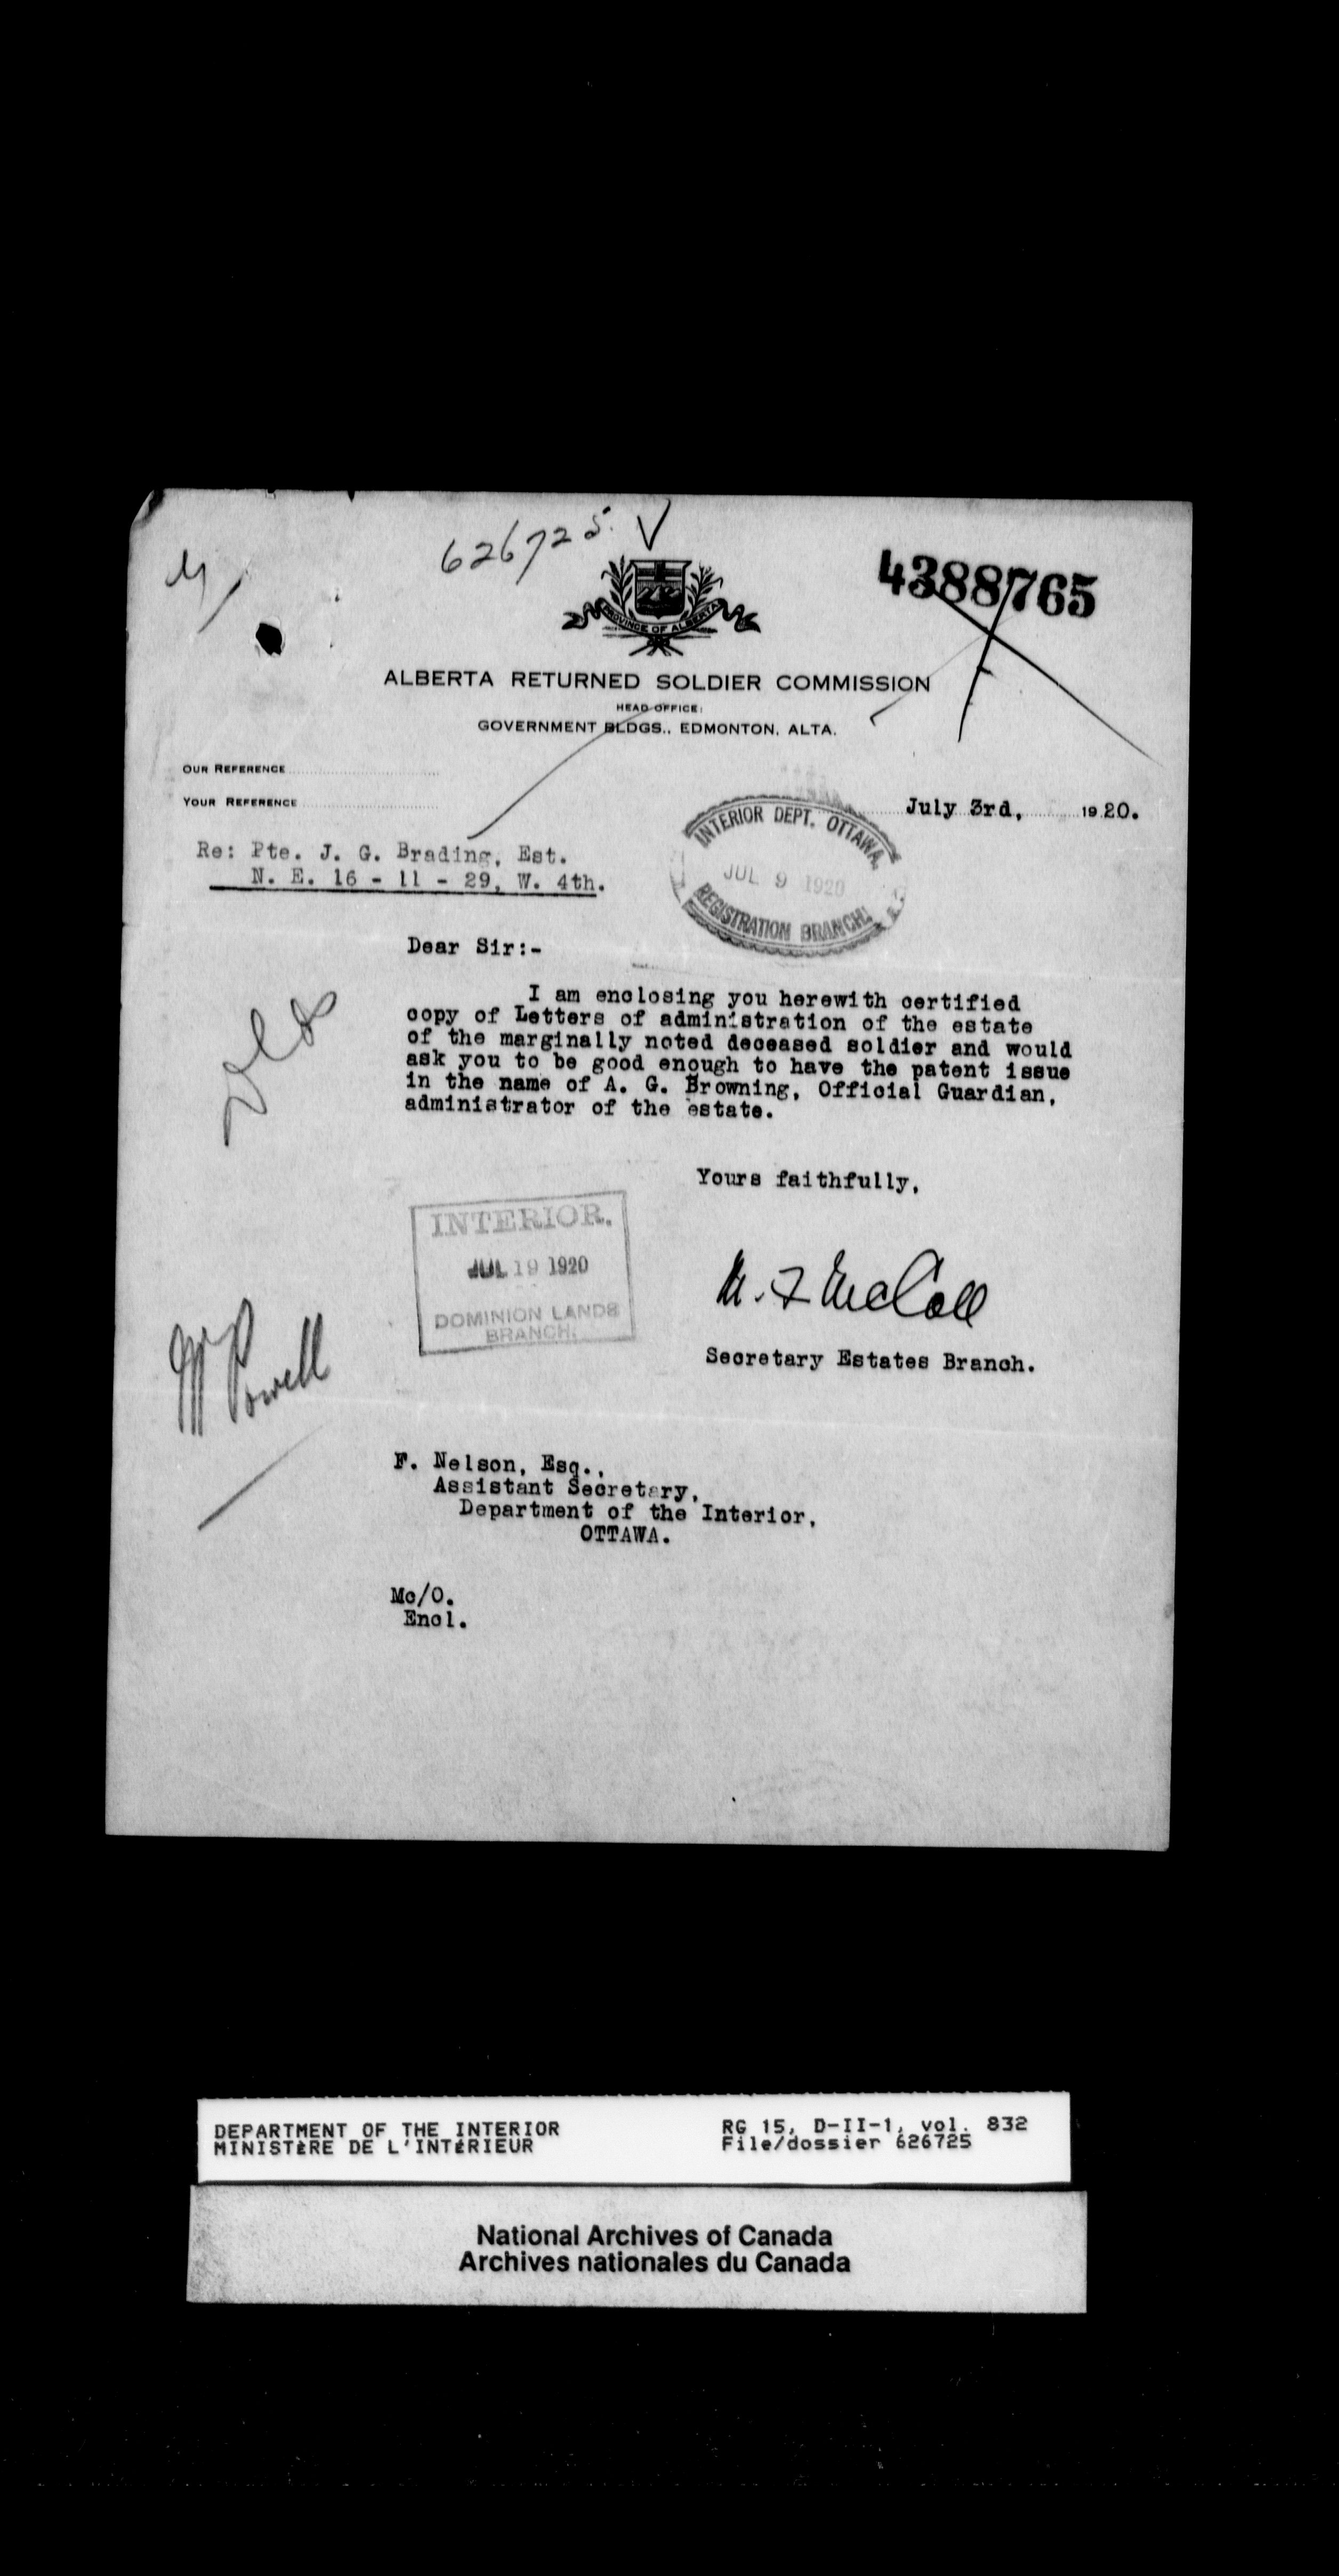 626725.
4388765
PROVINCE OF ALBERTA
ALBERTA RETURNED SOLDIER COMMISSION
HEAD OFFICE:
GOVERNMENT BLDGS., EDMONTON, ALTA.
OUR REFERENCE
YOUR REFERENCE
July 3rd, 1920.
INTERIOR DEPT. OTTAWA,
JUL 9 1920
REGISTRATION BRANCH
Re: Pte. J. G. Brading, Est.
N. E. 16 - 11 - 29, W. 4th.
Dear Sir:-
I am enclosing you herewith certified
copy of Letters of administration of the estate
of the marginally noted deceased soldier and would
ask you to be good enough to have the patent issue
in the name of A. G. Browning, Official Guardian,
administrator of the estate.
Yours faithfully,
INTERIOR.
JUL 19 1920
DOMINION LANDS
BRANCH.
McColl
Secretary Estates Branch.
Mr Powell
F. Nelson, Esq.,
Assistant Secretary,
Department of the Interior,
OTTAWA.
Mc/O.
Encl.
DEPARTMENT OF THE INTERIOR
MINISTÈRE DE L'INTÉRIEUR
RG 15, D-II-1, vol. 832
File/dossier 626725
National Archives of Canada
Archives nationales du Canada